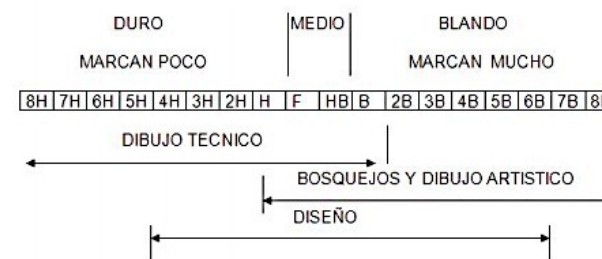 DURO MEDIO BLANDO
MARCAN POCO MARCAN MUCHO
8H 7H 6H 5H 4H 3H 2H H F HB B 2B 3B 4B 5B 6B 7B
DIBUJO TECNICO
BOSQUEJOS Y DIBUJO ARTISTICO
DISEÑO